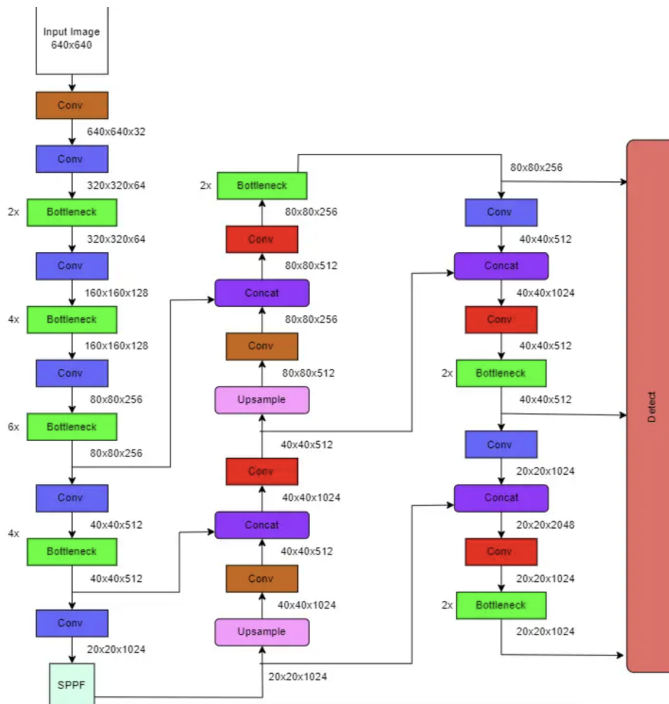 Input Image
640x640
Conv
640x640x32
Conv
320x320x64
2x
Bottleneck
320x320x64
Conv
160x160x128
4x
Bottleneck
160x160x128
Conv
80x80x256
6x
Bottleneck
80x80x256
Conv
40x40x512
4x
Bottleneck
40x40x512
Conv
20x20x1024
SPPF
2x
Bottleneck
80x80x256
Conv
80x80x512
Concat
80x80x256
Conv
80x80x512
Upsample
40x40x512
Conv
40x40x1024
Concat
40x40x512
Conv
40x40x1024
Upsample
20x20x1024
80x80x256
Conv
40x40x512
Concat
40x40x1024
Conv
40x40x512
2x
Bottleneck
40x40x512
Conv
20x20x1024
Concat
20x20x2048
Conv
20x20x1024
2x
Bottleneck
20x20x1024
Detect